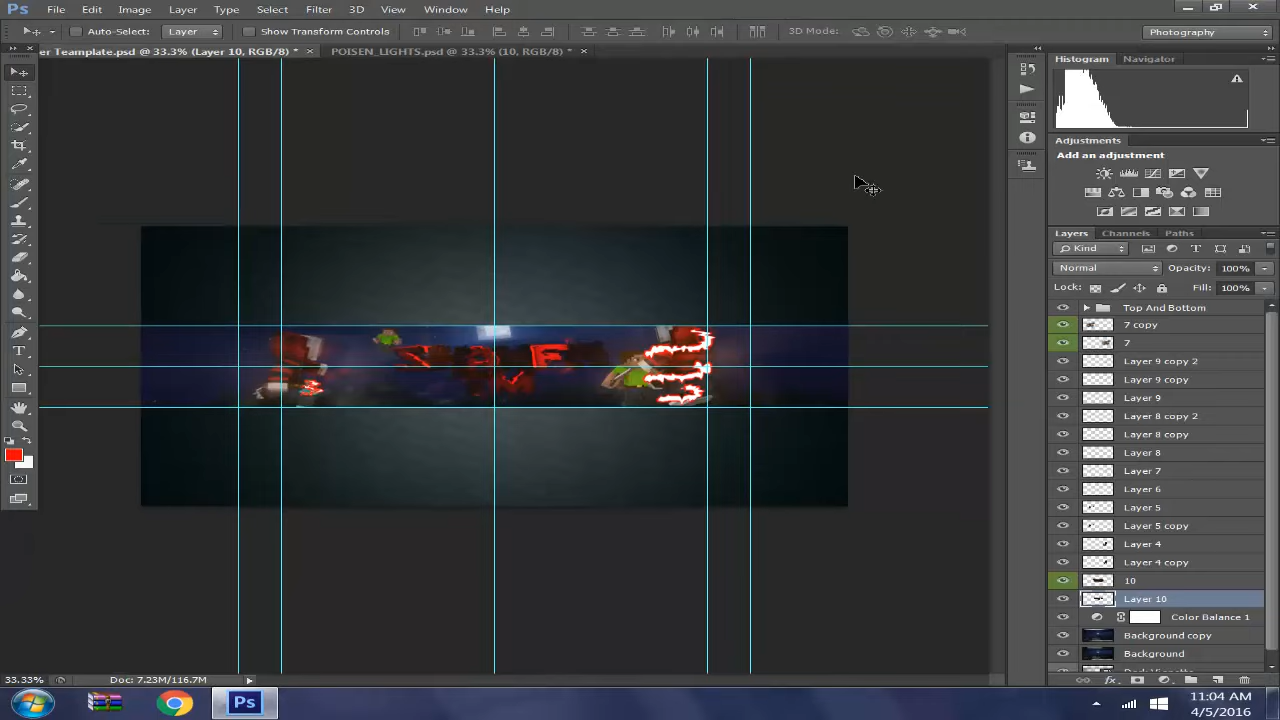 File Edit Image Layer Type Select Filter 3D View Window Help
Auto-Select: Layer Show Transform Controls 3D Mode: Photography
er Teamplate.psd @ 33.3% (Layer 10, RGB/8) * × POISEN_LIGHTS.psd @ 33.3% (10, RGB/8) * ×
Histogram Navigator
Adjustments
Add an adjustment
Layers Channels Paths
Kind
Normal Opacity: 100%
Lock: Fill: 100%
Top And Bottom
7 copy
7
Layer 9 copy 2
Layer 9 copy
Layer 9
Layer 8 copy 2
Layer 8 copy
Layer 8
Layer 7
Layer 6
Layer 5
Layer 5 copy
Layer 4
Layer 4 copy
10
Layer 10
Color Balance 1
Background copy
Background
33.33% Doc: 7.23M/116.7M
Ps
11:04 AM
4/5/2016